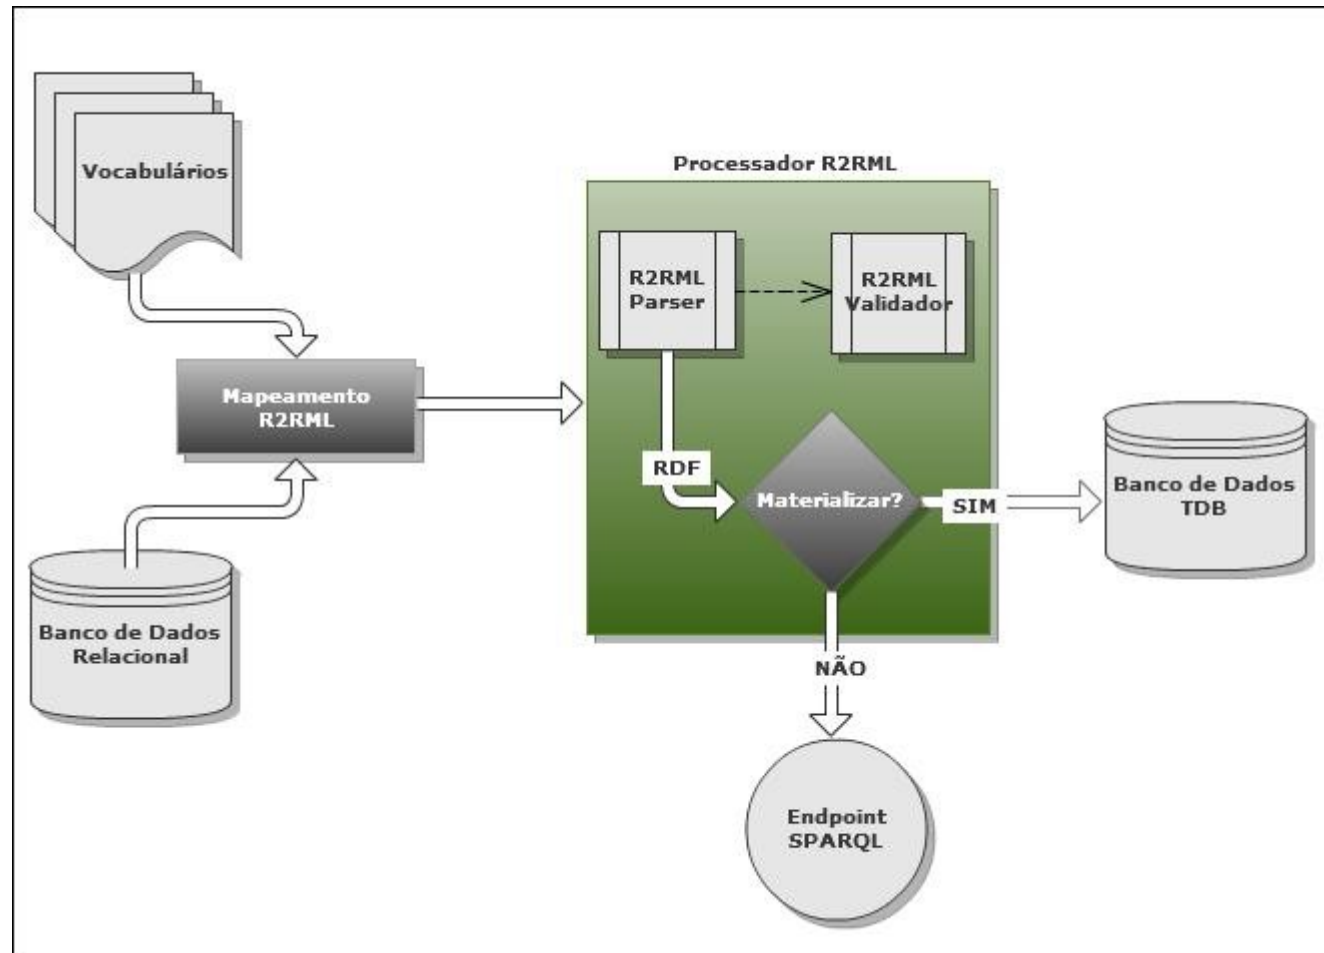 Vocabulários
Processador R2RML
R2RML
Parser
R2RML
Validador
Mapeamento
R2RML
RDF
Materializar?
SIM
Banco de Dados
TDB
Banco de Dados
Relacional
NÃO
Endpoint
SPARQL